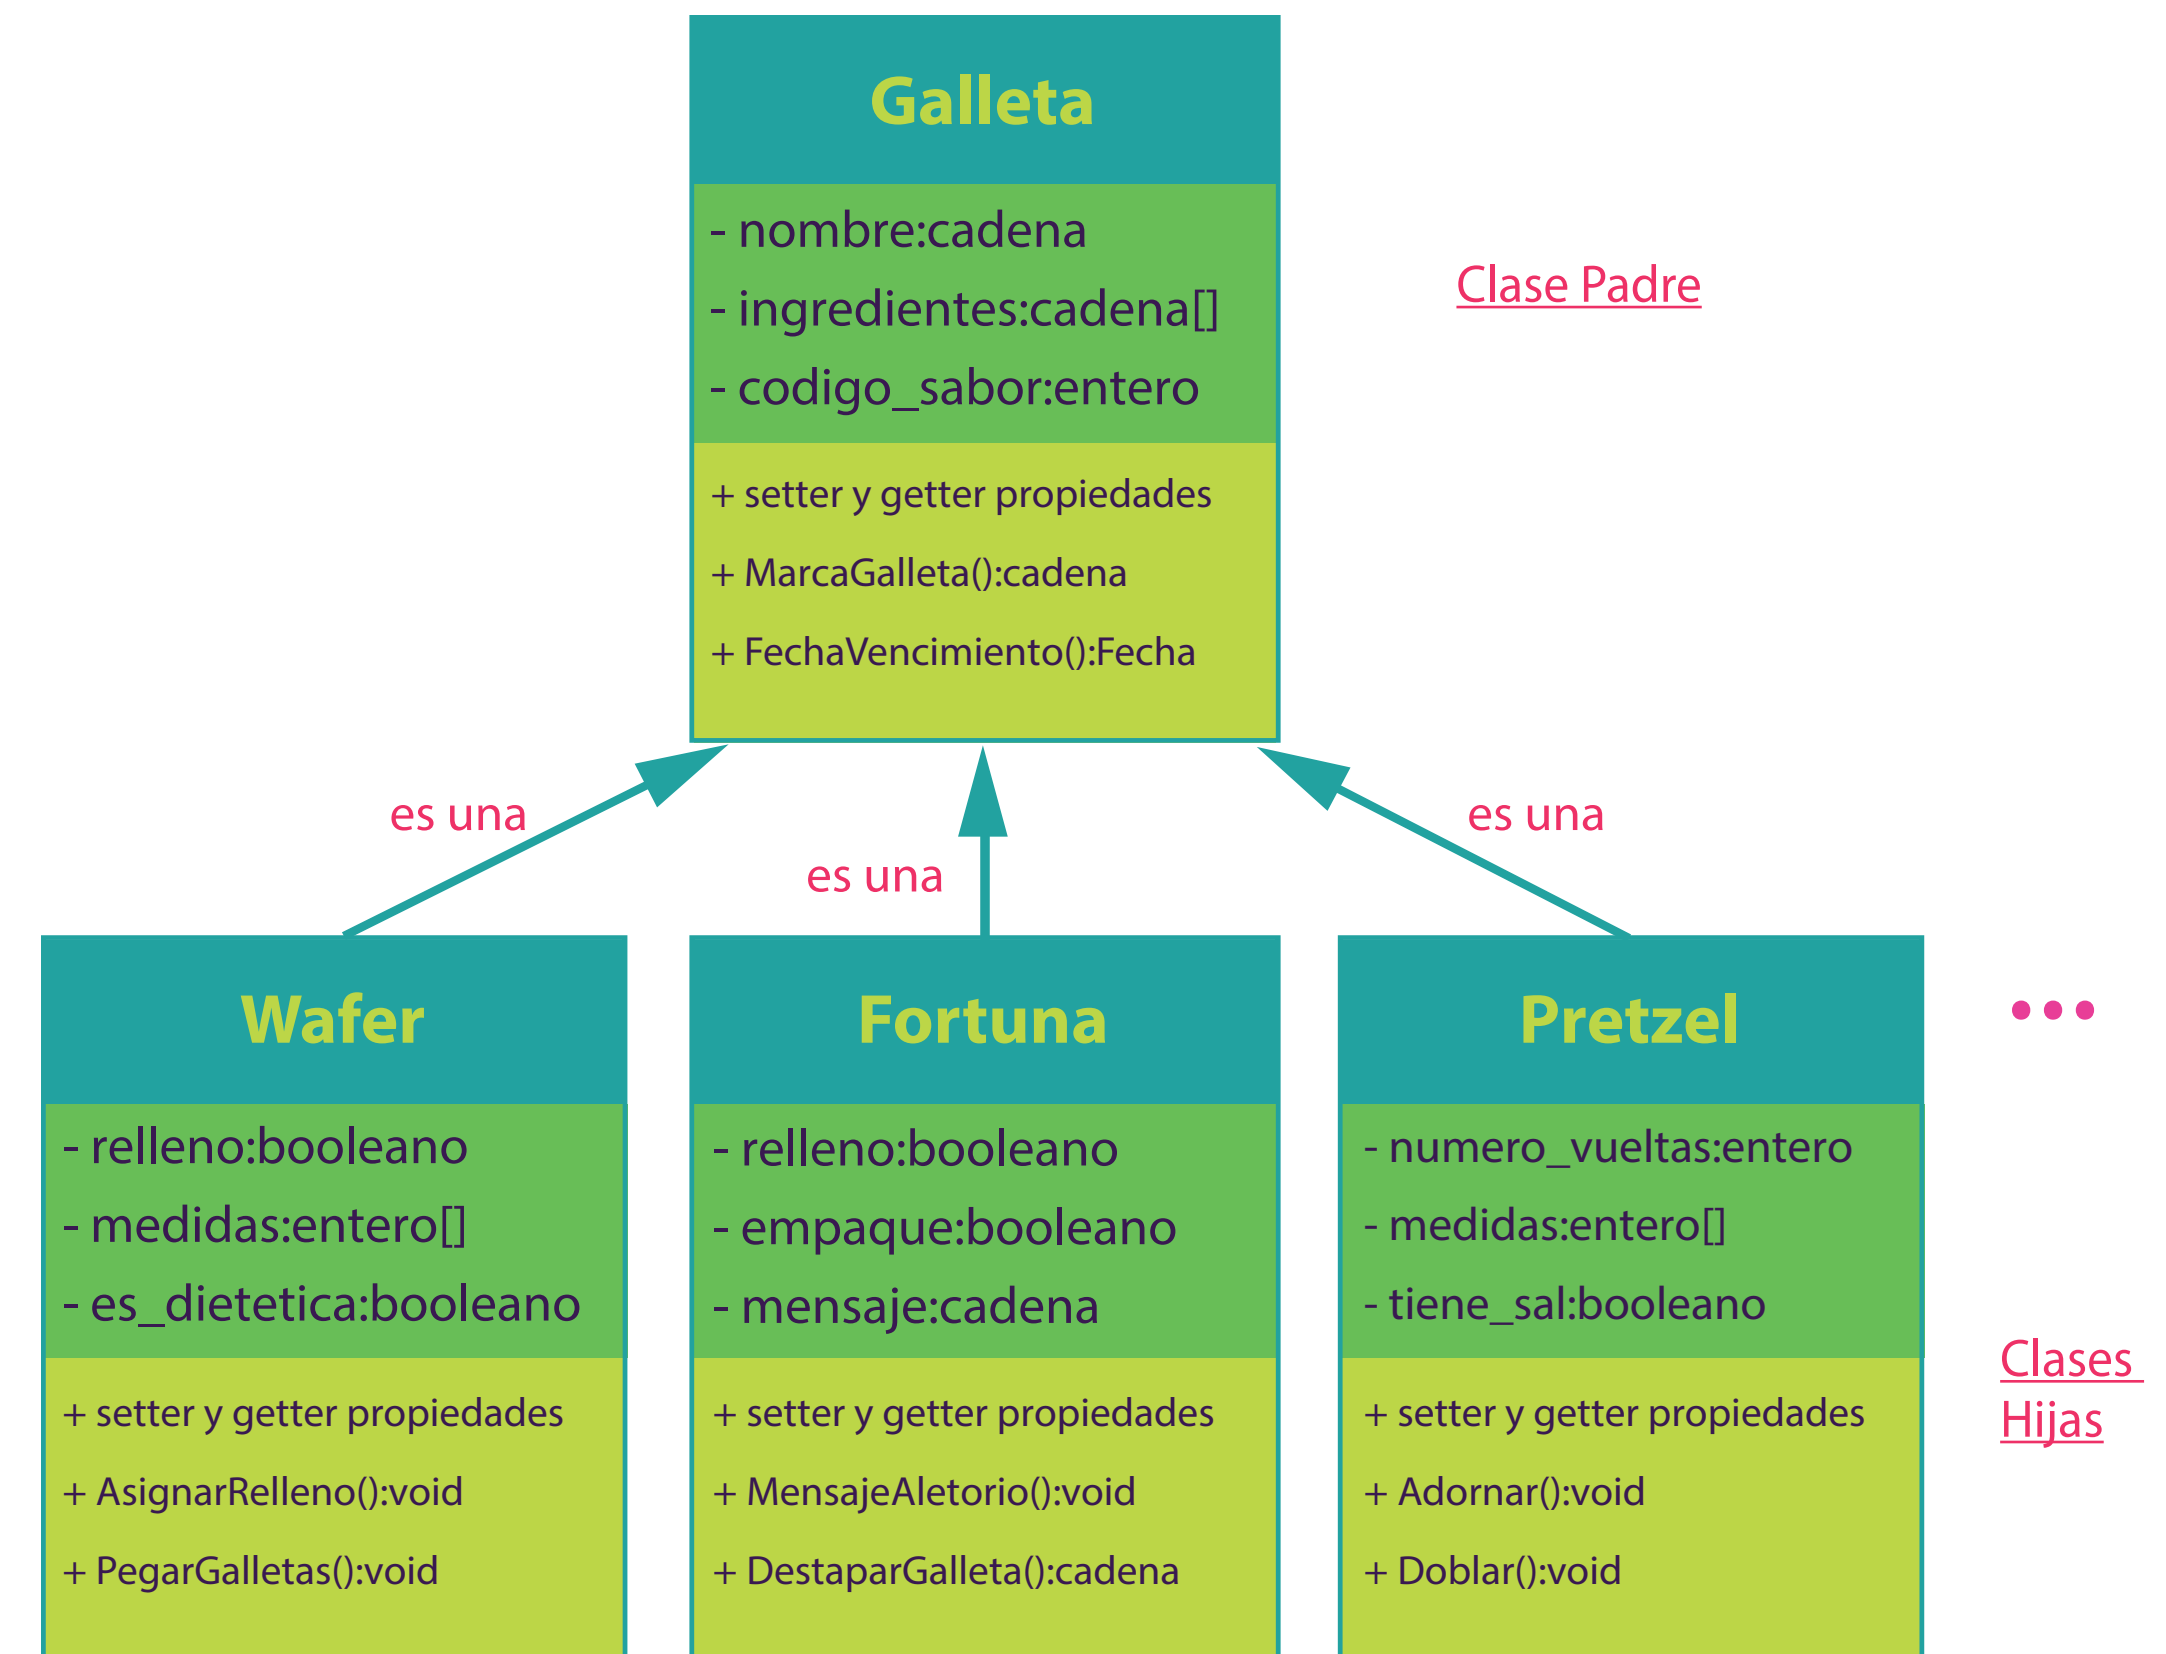 Galleta
- nombre:cadena
- ingredientes:cadena[]
- codigo_sabor:entero
+ setter y getter propiedades
+ MarcaGalleta():cadena
+ FechaVencimiento():Fecha
Clase Padre
es una
es una
es una
Wafer
- relleno:booleano
- medidas:entero[]
- es_dietetica:booleano
+ setter y getter propiedades
+ AsignarRelleno():void
+ PegarGalletas():void
Fortuna
- relleno:booleano
- empaque:booleano
- mensaje:cadena
+ setter y getter propiedades
+ MensajeAletorio():void
+ DestaparGalleta():cadena
Pretzel
- numero_vueltas:entero
- medidas:entero[]
- tiene_sal:booleano
+ setter y getter propiedades
+ Adornar():void
+ Doblar():void
...
Clases
Hijas